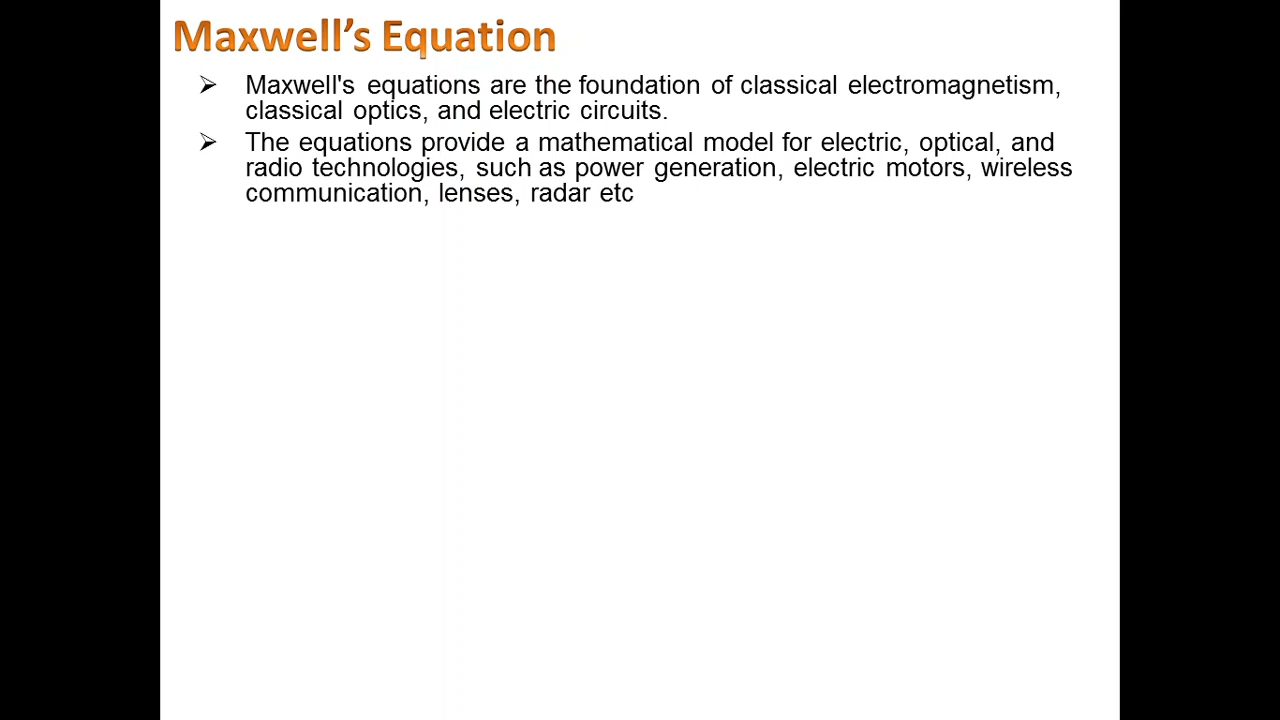 Maxwell’s Equation
➢ Maxwell's equations are the foundation of classical electromagnetism,
classical optics, and electric circuits.
➢ The equations provide a mathematical model for electric, optical, and
radio technologies, such as power generation, electric motors, wireless
communication, lenses, radar etc